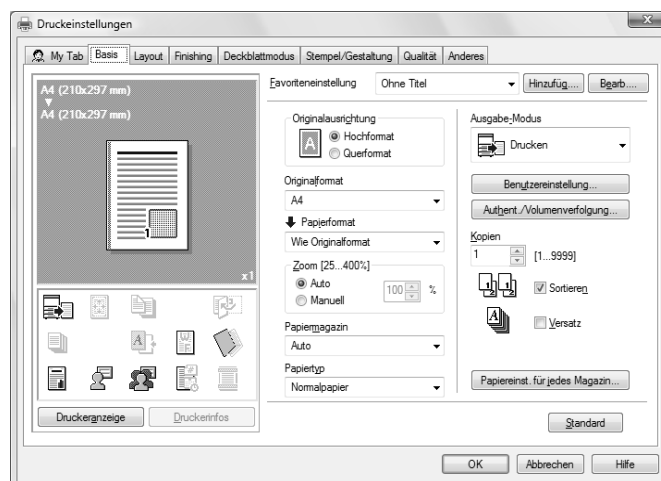 Druckeinstellungen
My Tab Basis Layout Finishing Deckblattmodus Stempel/Gestaltung Qualität Anderes
A4 (210x297 mm)
A4 (210x297 mm)
1
x1
Druckeranzeige Druckerinfos
Favoriteneinstellung Ohne Titel Hinzufüg.... Bearb....
Originalausrichtung
A
Hochformat
Querformat
Originalformat
A4
Papierformat
Wie Originalformat
Zoom [25...400%]
Auto
Manuell
100 %
Papiermagazin
Auto
Papiertyp
Normalpapier
Ausgabe-Modus
Drucken
Benutzereinstellung...
Authent./Volumenverfolgung...
Kopien
1 [1...9999]
Sortieren
Versatz
Papiereinst. für jedes Magazin...
Standard
OK Abbrechen Hilfe